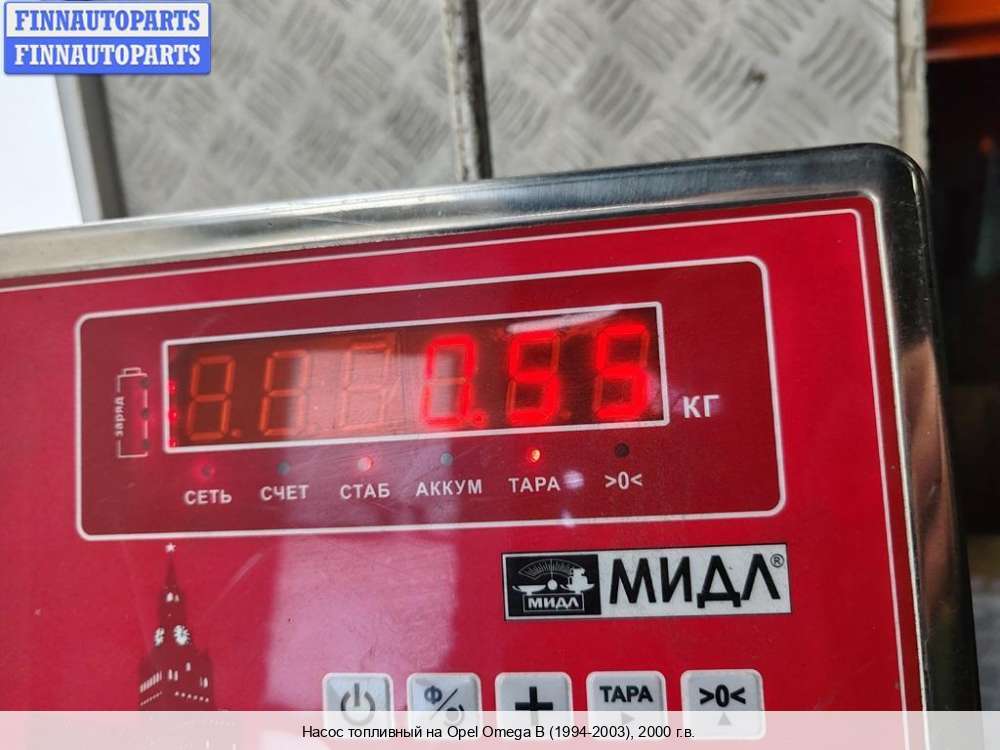 FINNAUTOPARTS
FINNAUTOPARTS
0.55
КГ
заряд
СЕТЬ СЧЕТ СТАБ АККУМ ТАРА >0<
МИДЛ МИДЛ®
Ф/ + ТАРА >0<
Насос топливный на Opel Omega B (1994-2003), 2000 г.в.